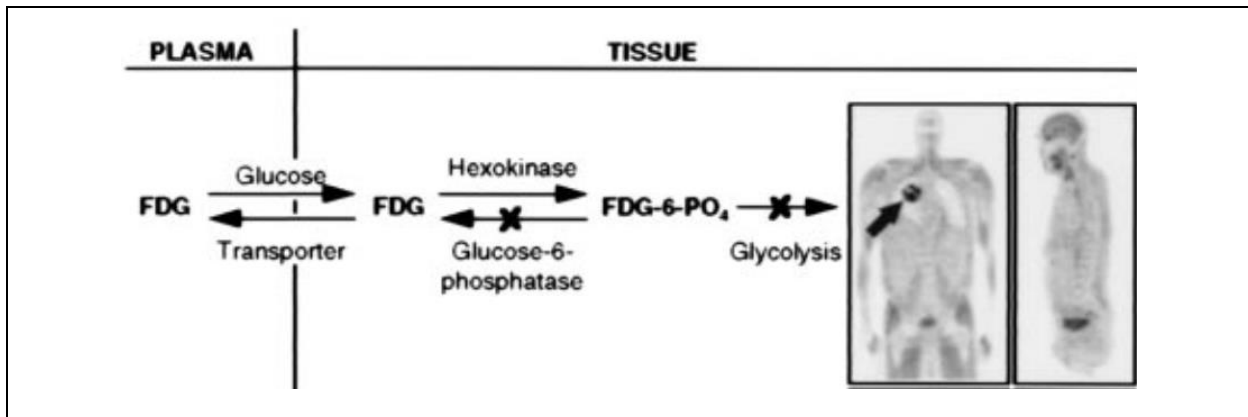 PLASMA TISSUE
Glucose Hexokinase
FDG FDG FDG-6-PO₄
Transporter Glucose-6- Glycolysis
phosphatase